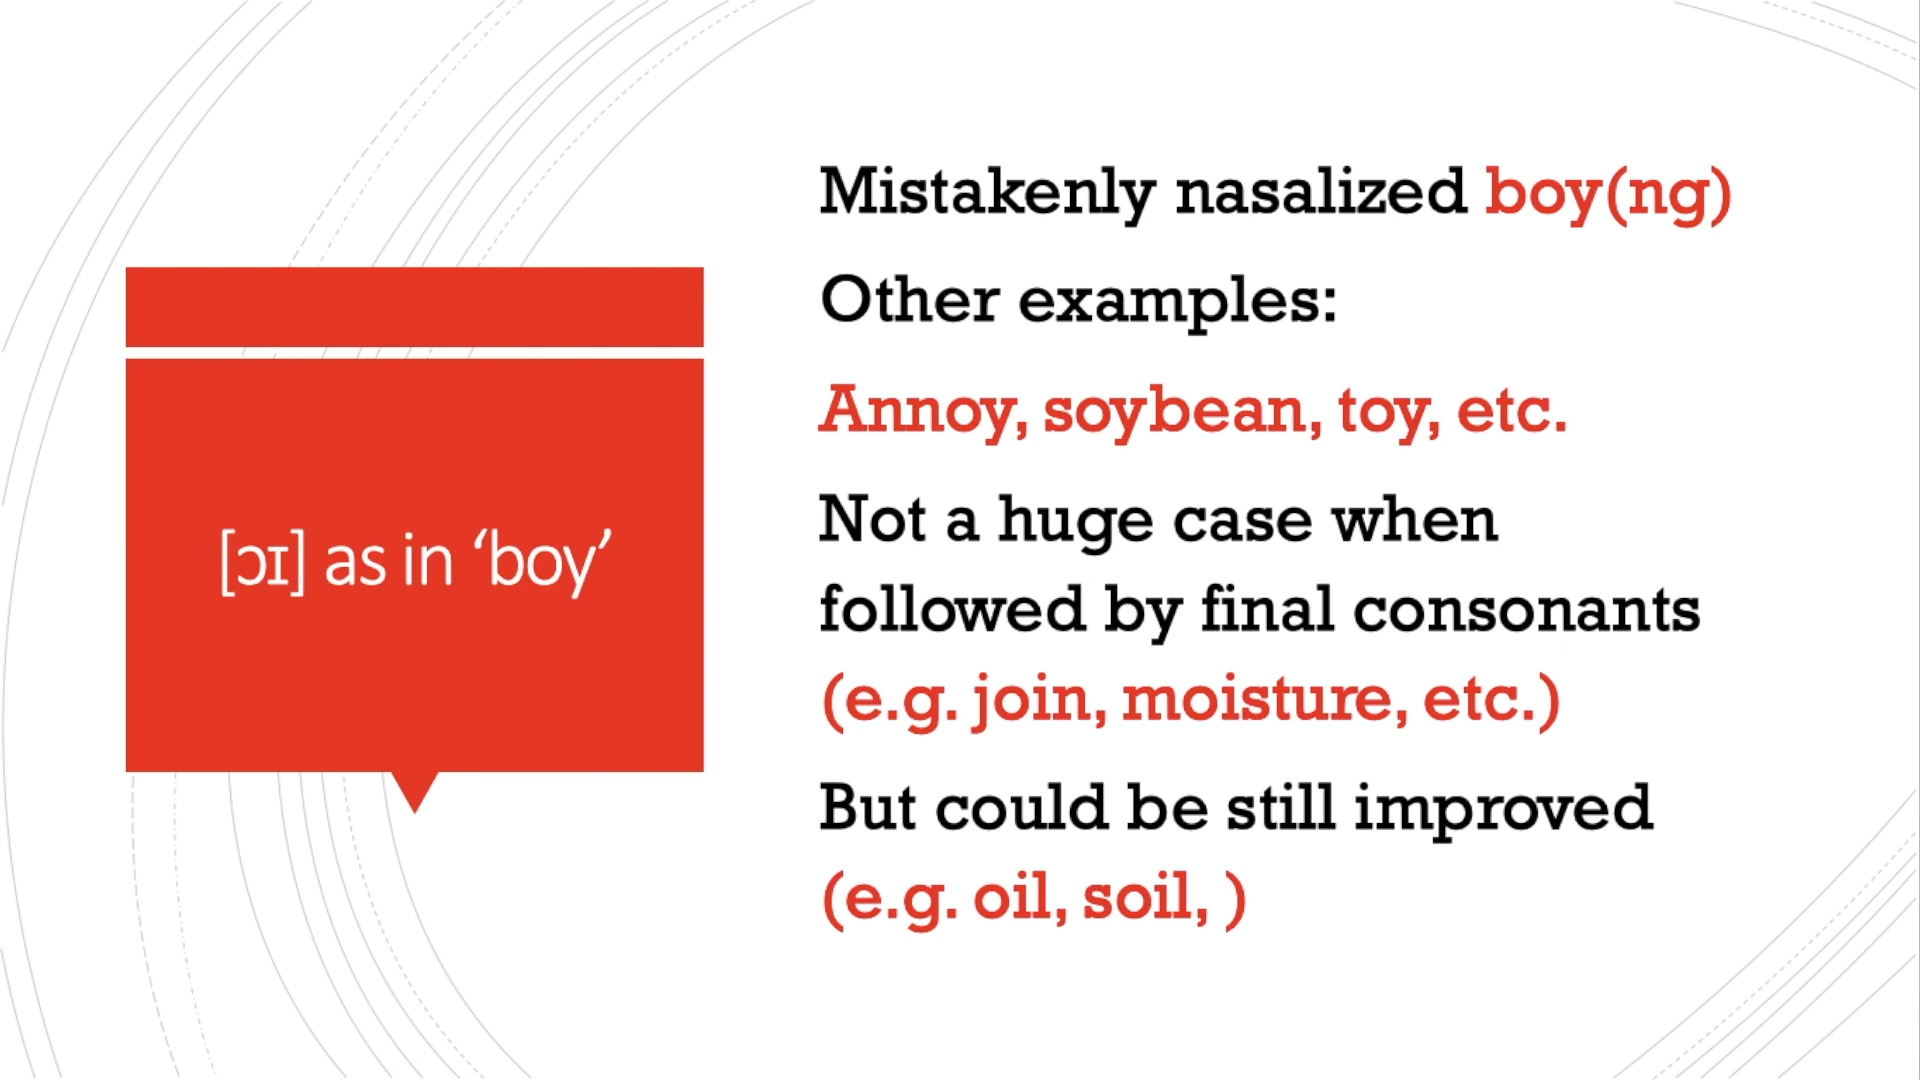 [ɔɪ] as in ‘boy’
Mistakenly nasalized boy(ng)
Other examples:
Annoy, soybean, toy, etc.
Not a huge case when
followed by final consonants
(e.g. join, moisture, etc.)
But could be still improved
(e.g. oil, soil, )